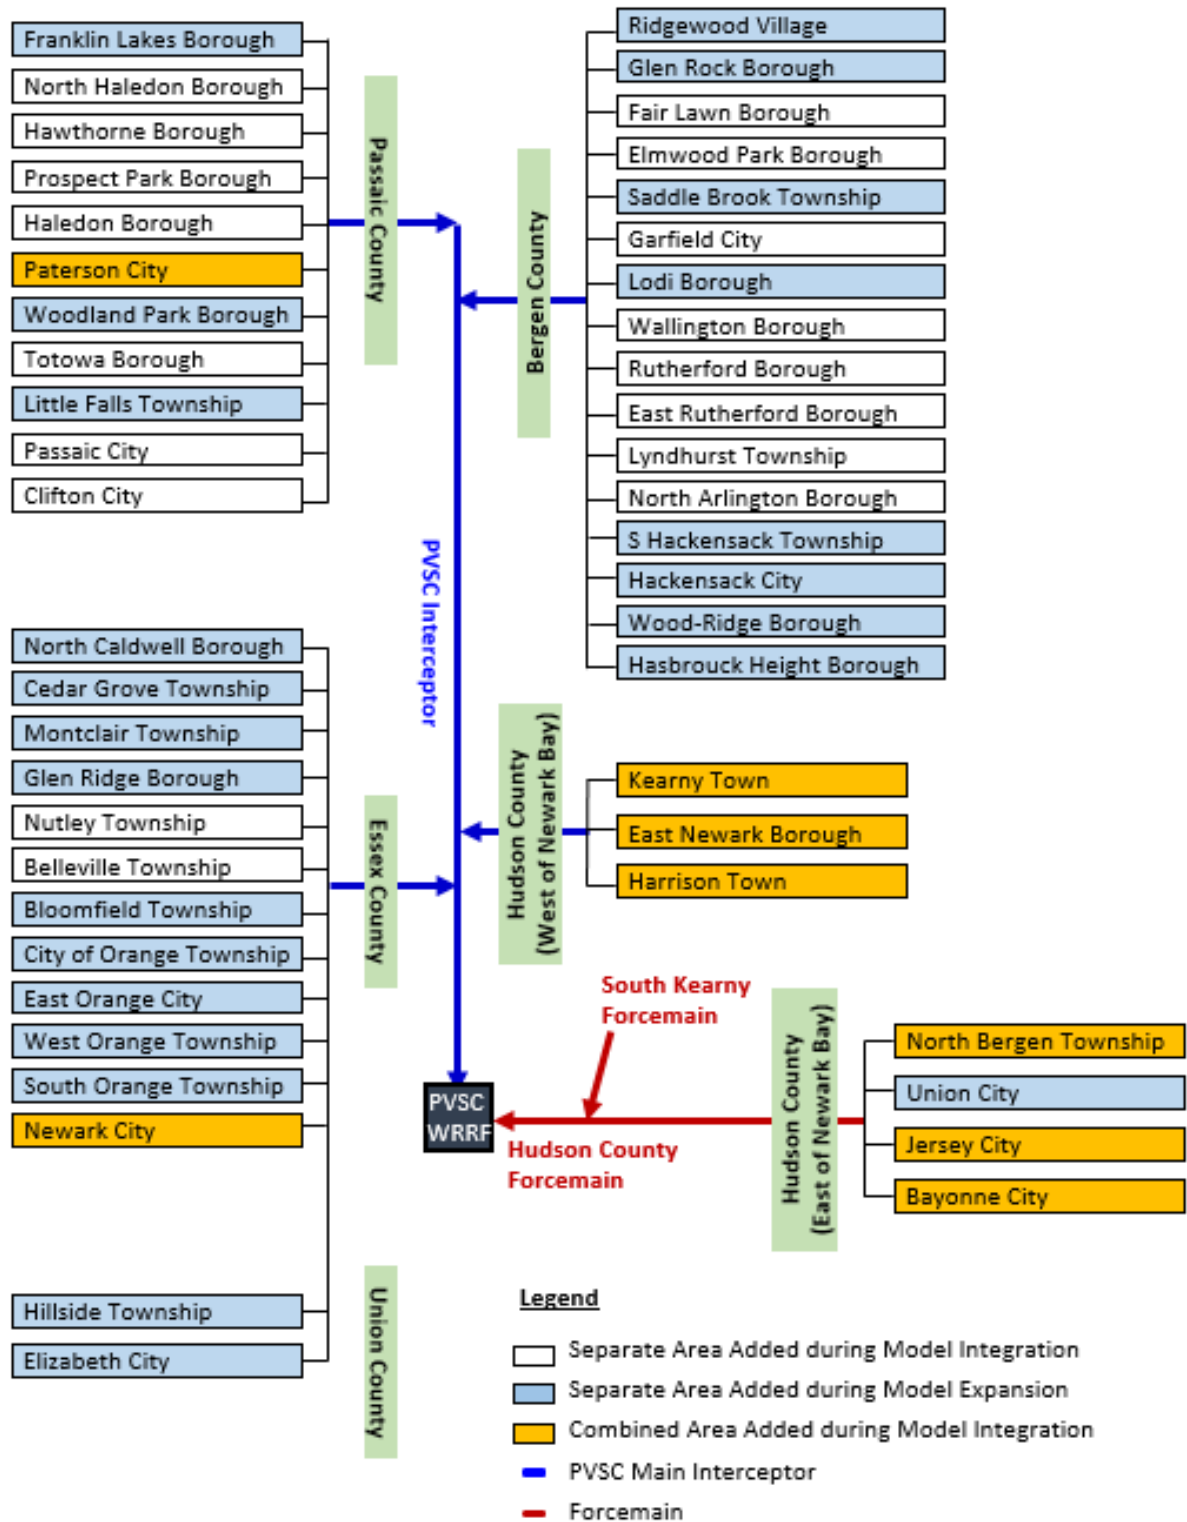 Franklin Lakes Borough
North Haledon Borough
Hawthorne Borough
Prospect Park Borough
Haledon Borough
Paterson City
Woodland Park Borough
Totowa Borough
Little Falls Township
Passaic City
Clifton City
Passaic County
Bergen County
Ridgewood Village
Glen Rock Borough
Fair Lawn Borough
Elmwood Park Borough
Saddle Brook Township
Garfield City
Lodi Borough
Wallington Borough
Rutherford Borough
East Rutherford Borough
Lyndhurst Township
North Arlington Borough
S Hackensack Township
Hackensack City
Wood-Ridge Borough
Hasbrouck Height Borough
PVSC Interceptor
North Caldwell Borough
Cedar Grove Township
Montclair Township
Glen Ridge Borough
Nutley Township
Belleville Township
Bloomfield Township
City of Orange Township
East Orange City
West Orange Township
South Orange Township
Newark City
Essex County
Hudson County
(West of Newark Bay)
Kearny Town
East Newark Borough
Harrison Town
South Kearny
Forcemain
PVSC
WRRF
Hudson County
Forcemain
Hudson County
(East of Newark Bay)
North Bergen Township
Union City
Jersey City
Bayonne City
Hillside Township
Elizabeth City
Union County
Legend
Separate Area Added during Model Integration
Separate Area Added during Model Expansion
Combined Area Added during Model Integration
PVSC Main Interceptor
Forcemain